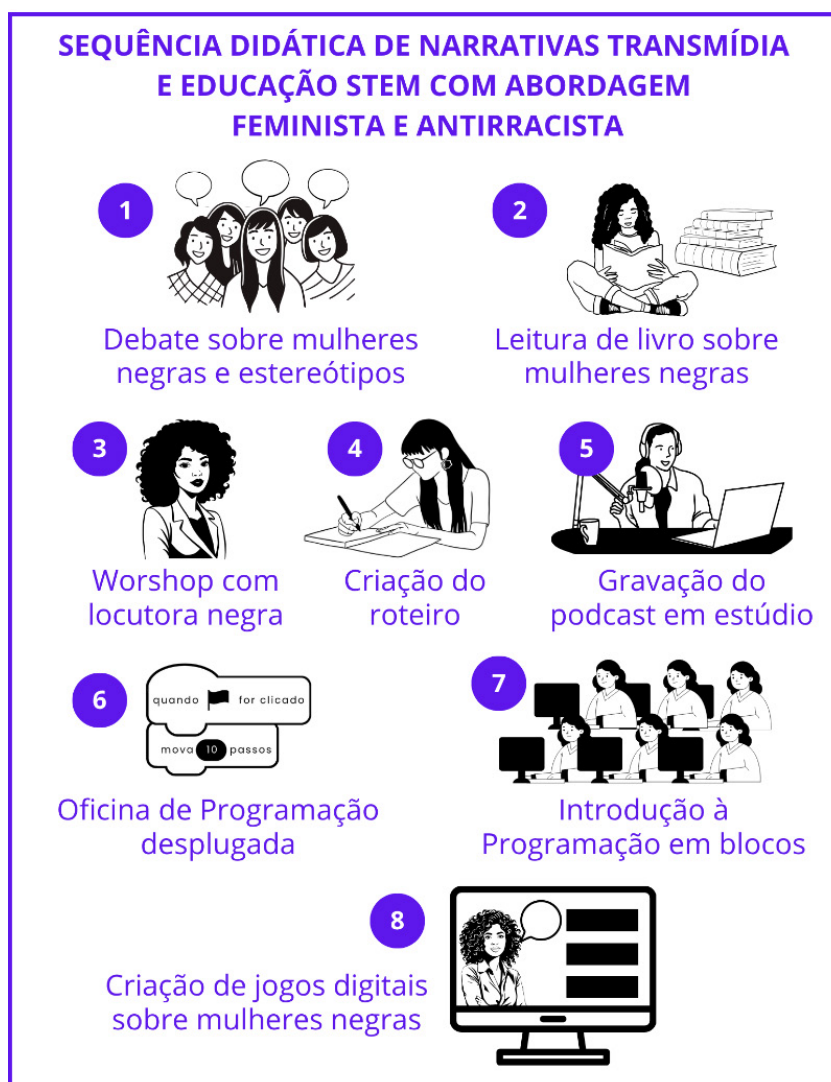 SEQUÊNCIA DIDÁTICA DE NARRATIVAS TRANSMÍDIA
E EDUCAÇÃO STEM COM ABORDAGEM
FEMINISTA E ANTIRRACISTA
1
Debate sobre mulheres
negras e estereótipos
2
Leitura de livro sobre
mulheres negras
3
Worshop com
locutora negra
4
Criação do
roteiro
5
Gravação do
podcast em estúdio
6
quando for clicado
mova 10 passos
Oficina de Programação
desplugada
7
Introdução à
Programação em blocos
8
Criação de jogos digitais
sobre mulheres negras